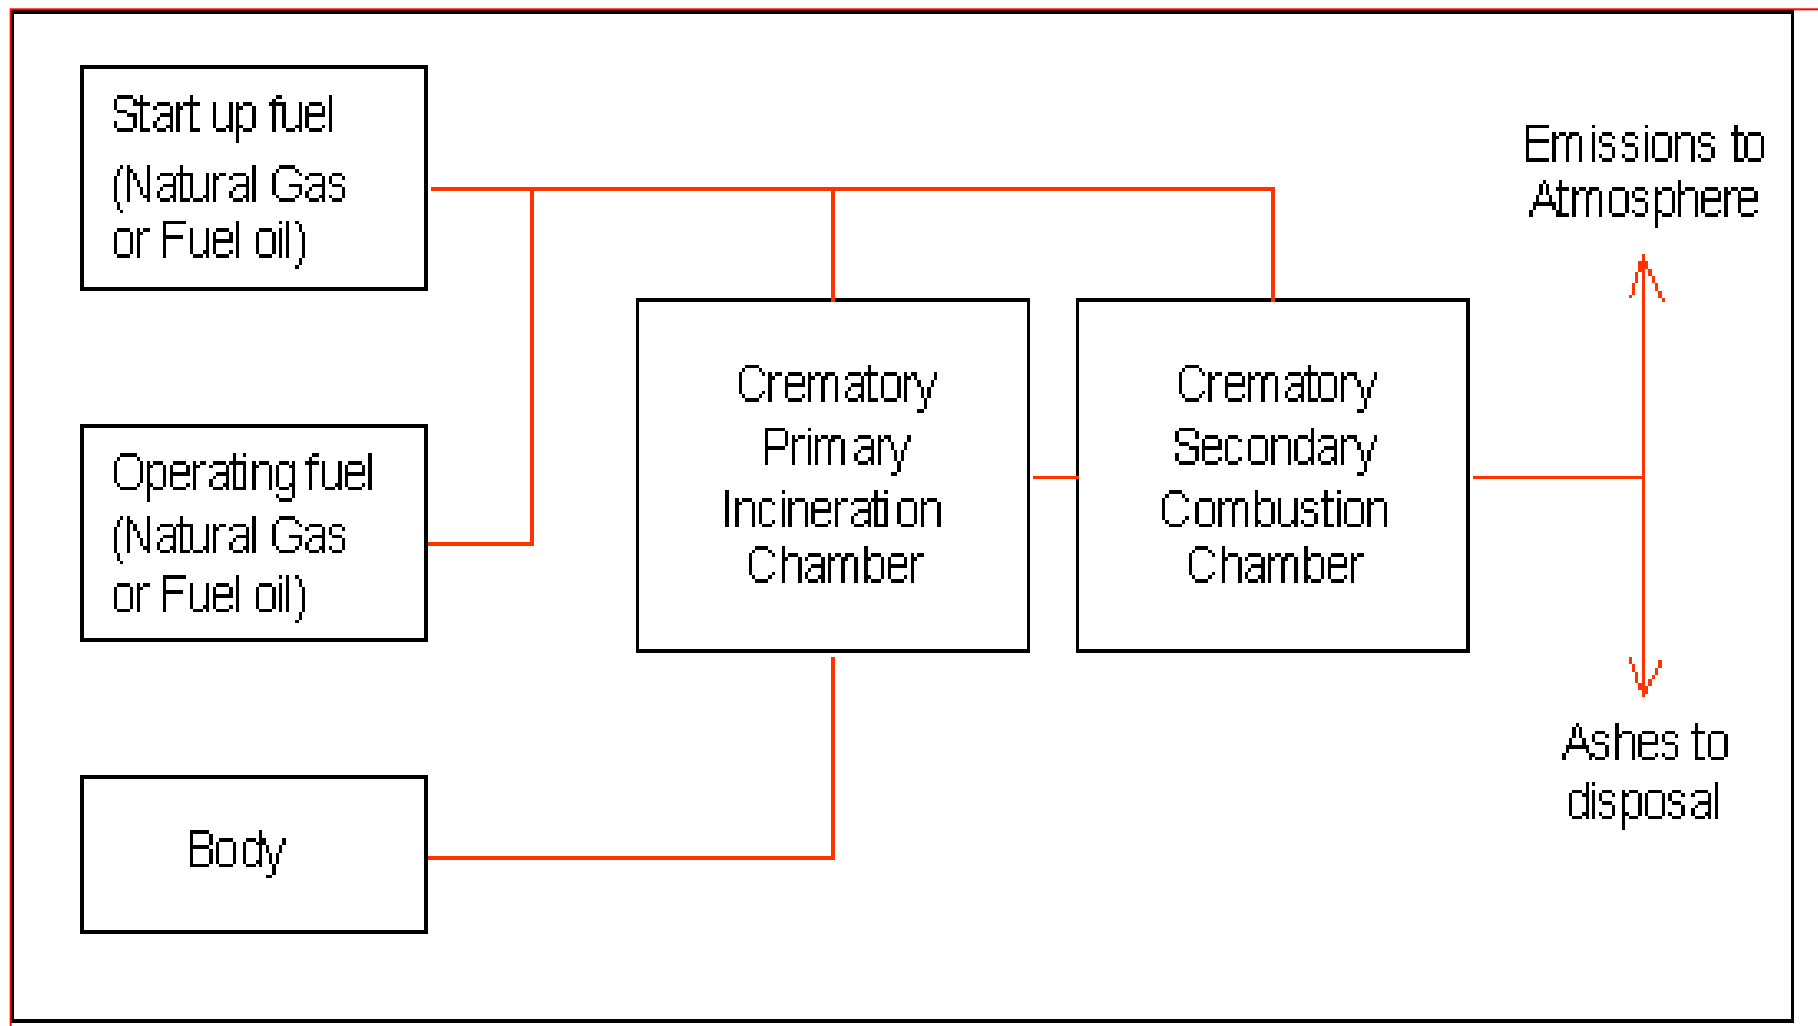 Start up fuel
(Natural Gas
or Fuel oil)
Operating fuel
(Natural Gas
or Fuel oil)
Body
Crematory
Primary
Incineration
Chamber
Crematory
Secondary
Combustion
Chamber
Emissions to
Atmosphere
Ashes to
disposal